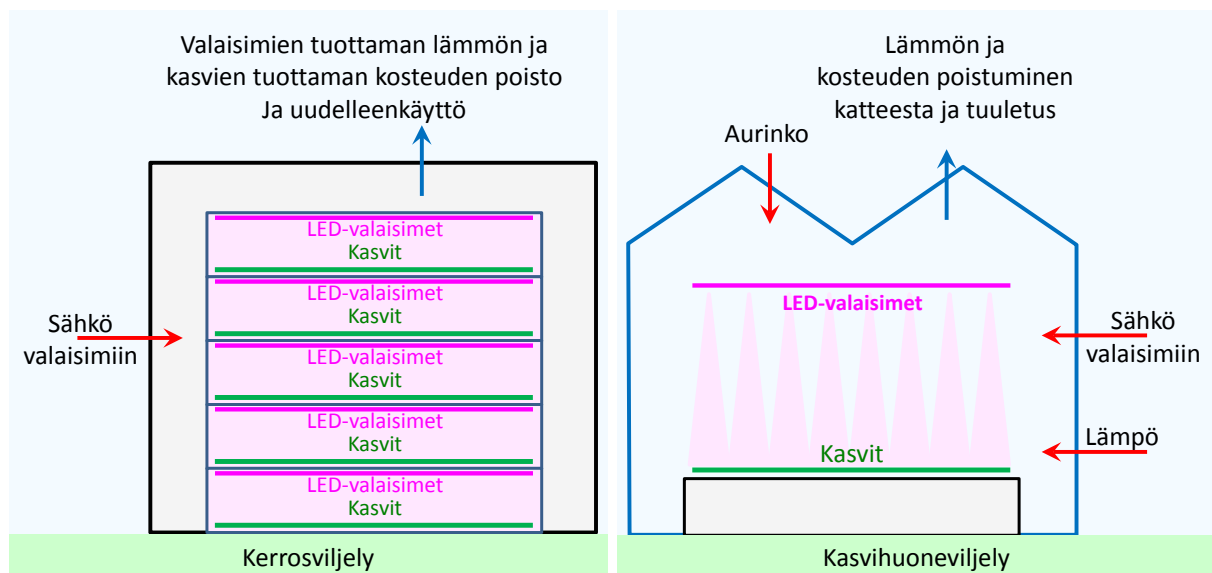 Valaisimien tuottaman lämmön ja
kasvien tuottaman kosteuden poisto
Ja uudelleenkäyttö
LED-valaisimet
Kasvit
LED-valaisimet
Kasvit
LED-valaisimet
Kasvit
LED-valaisimet
Kasvit
LED-valaisimet
Kasvit
Sähkö
valaisimiin
Kerrosviljely
Lämmön ja
kosteuden poistuminen
katteesta ja tuuletus
Aurinko
LED-valaisimet
Sähkö
valaisimiin
Lämpö
Kasvit
Kasvihuoneviljely